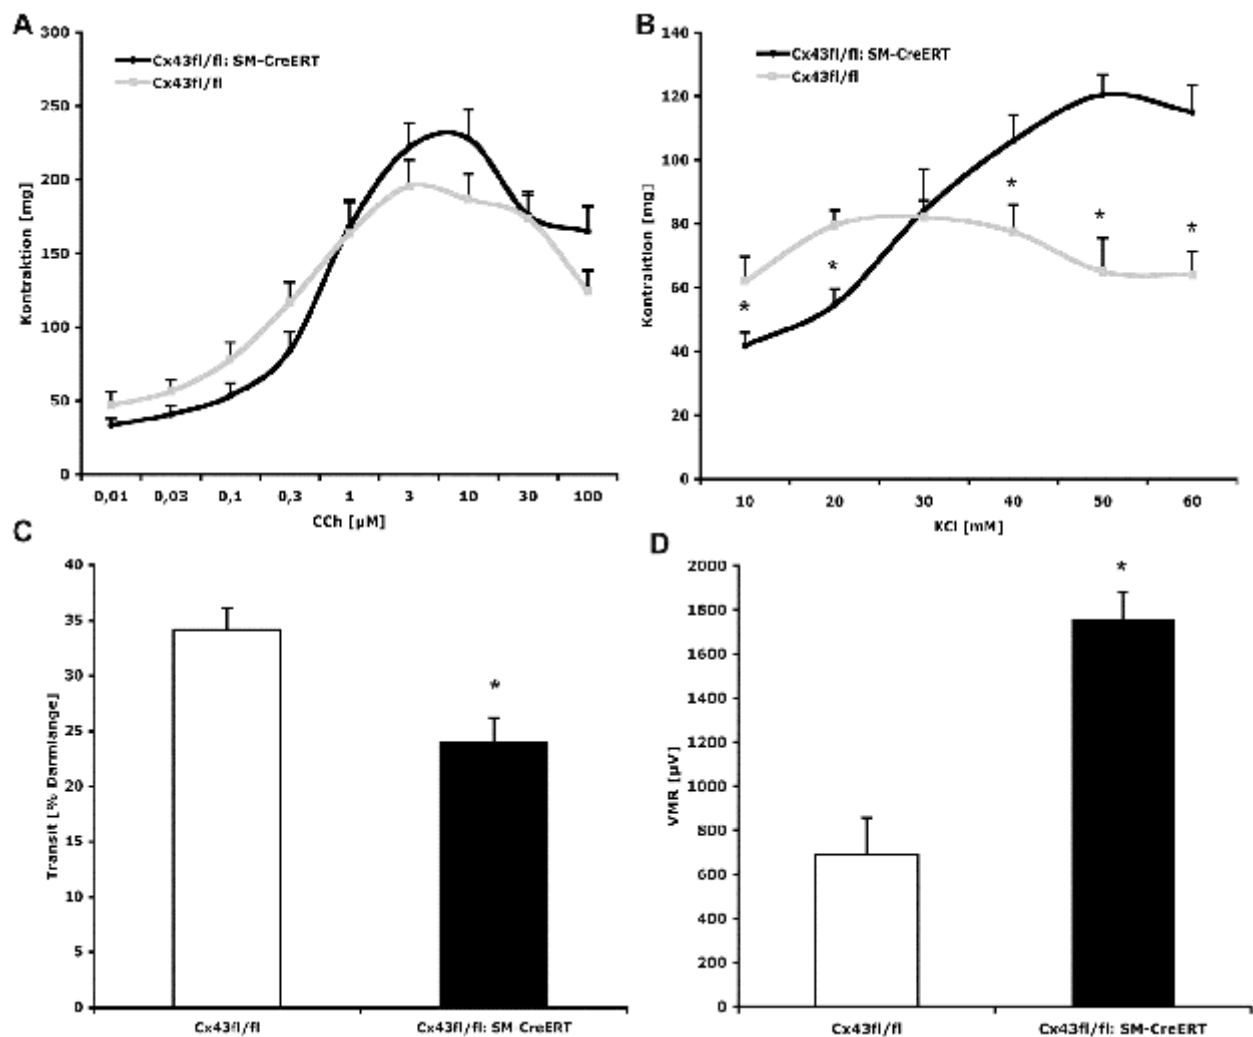 A
300
250
200
150
100
50
0
Kontraktion [mg]
Cx43fl/fl: SM-CreERT
Cx43fl/fl
0,01 0,03 0,1 0,3 1 3 10 30 100
CCh [µM]
B
140
120
100
80
60
40
20
0
Kontraktion [mg]
Cx43fl/fl: SM-CreERT
Cx43fl/fl
*
*
*
*
*
10 20 30 40 50 60
KCl [mM]
C
40
35
30
25
20
15
10
5
0
Transit [% Darmlange]
*
Cx43fl/fl Cx43fl/fl: SM CreERT
D
2000
1800
1600
1400
1200
1000
800
600
400
200
0
VMR [µV]
*
Cx43fl/fl Cx43fl/fl: SM-CreERT